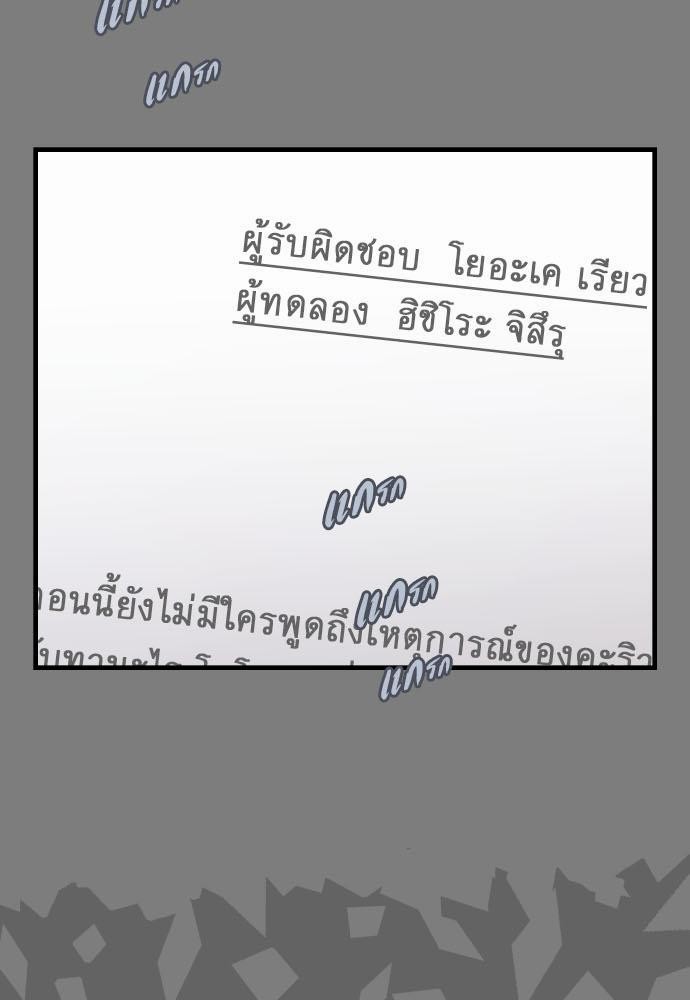 แกรก
แกรก
ผู้รับผิดชอบ โยอะเค เรียว
ผู้ทดลอง ฮิชิโระ จิสึรุ
แกรก
แกรก
ตอนนี้ยังไม่มีใครพูดถึงเหตุการณ์ของคะริว
แกรก